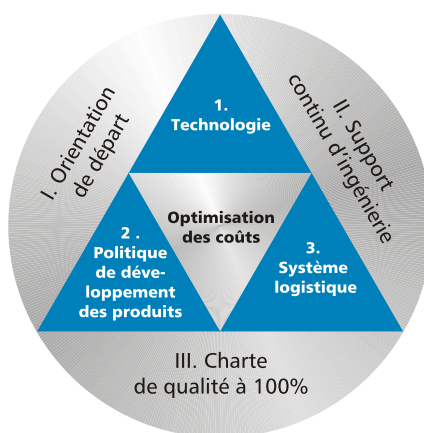 I. Orientation
de départ
II. Support
continu d'ingénierie
1.
Technologie
Optimisation
des coûts
2 .
Politique
de déve-
loppement
des produits
3.
Système
logistique
III. Charte
de qualité à 100%